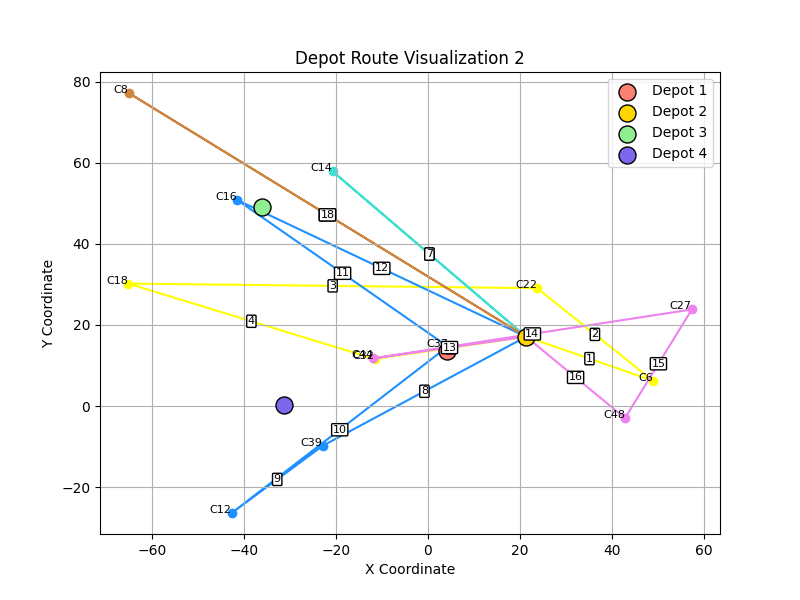 Depot Route Visualization 2
Depot 1
Depot 2
Depot 3
Depot 4
C8
C14
C16
18
7
12
11
C18
3
C22
C27
4
2
14
C37
13
1
15
C6
16
8
C48
10
C39
9
C12
80
60
40
20
0
−20
−60
−40
−20
0
20
40
60
X Coordinate
Y Coordinate